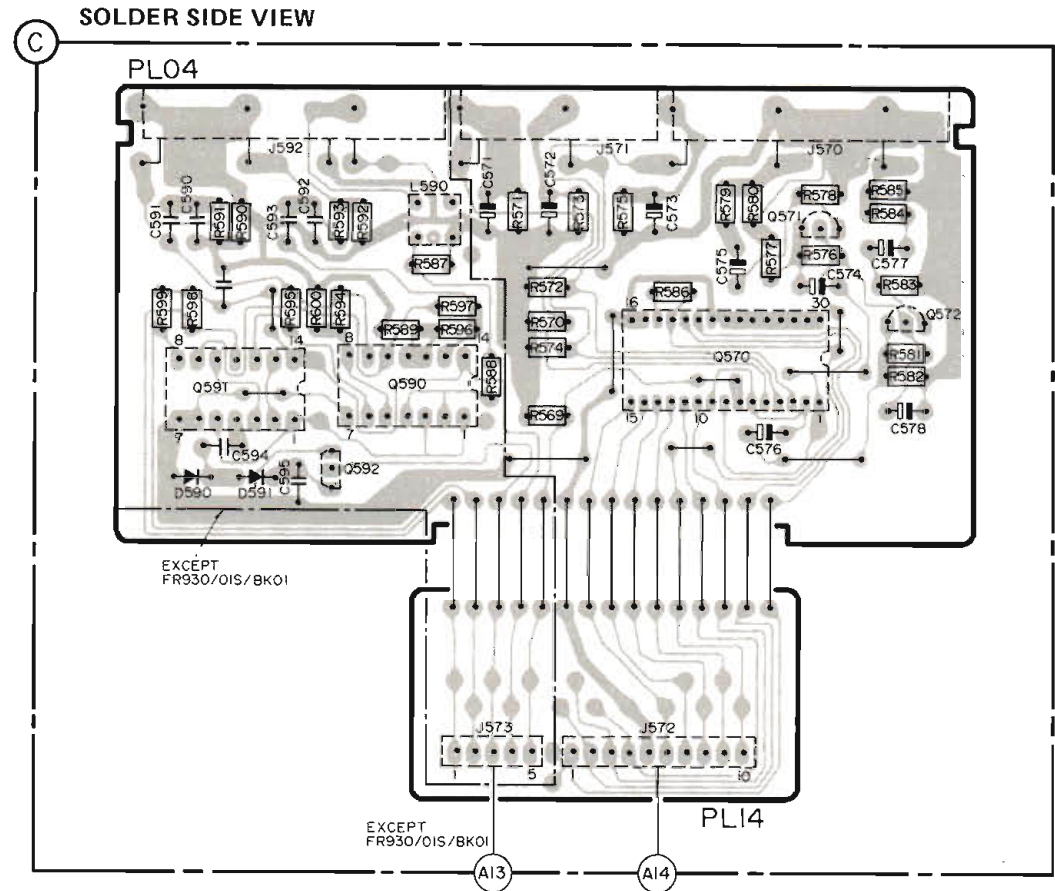 SOLDER SIDE VIEW
C
PL04
J592
J571
J570
C591
C590
R591
R590
C593
C592
R593
R592
L590
C571
R571
C572
R573
R575
C573
R579
R580
R578
R585
R584
Q571
R587
C575
R577
R576
C577
C574
R583
R572
R586
30
16
R599
R598
R595
R600
R594
R597
R589
R596
R570
R574
Q572
8
14
8
14
Q591
Q590
R588
Q570
R581
R582
7
1
7
1
R569
15
10
1
C578
C576
C594
Q592
D590
D591
C595
EXCEPT
FR930/01S/BK01
J573
J572
1
5
1
10
PL14
EXCEPT
FR930/01S/BK01
A13
A14